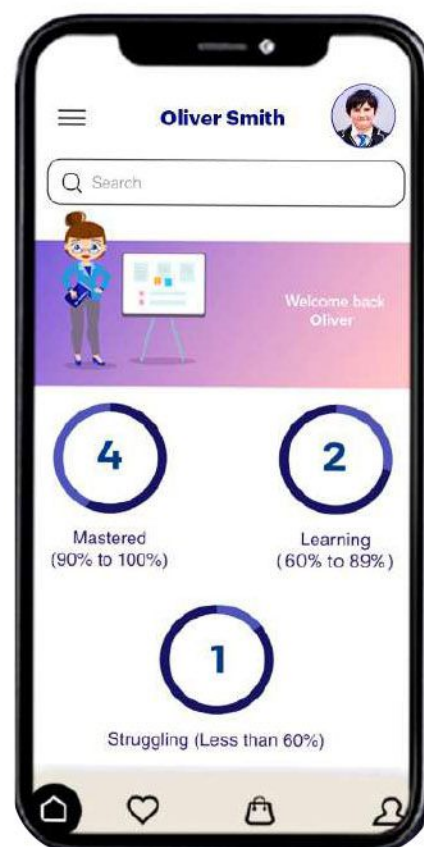 Oliver Smith
Search
Welcome back
Oliver
4
2
Mastered
(90% to 100%)
Learning
(60% to 89%)
1
Struggling (Less than 60%)